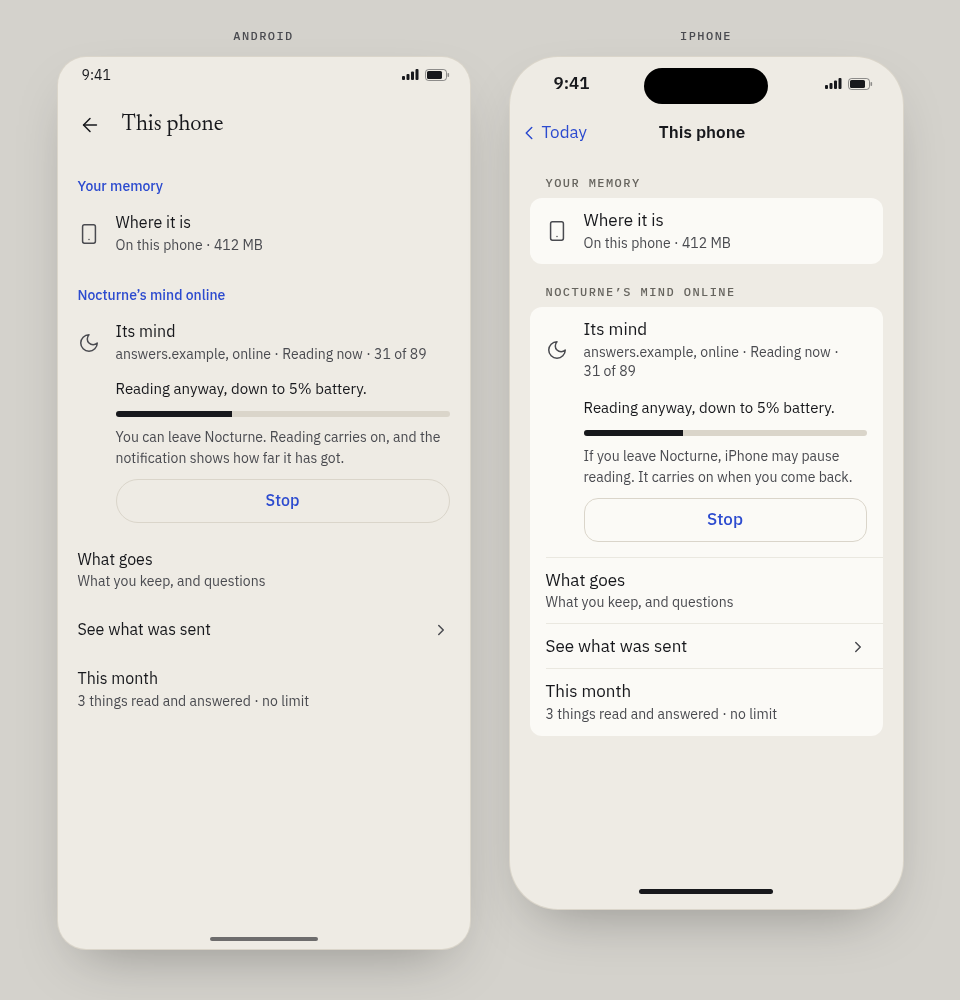 ANDROID
9:41
This phone
Your memory
Where it is
On this phone · 412 MB
Nocturne’s mind online
Its mind
answers.example, online · Reading now · 31 of 89
Reading anyway, down to 5% battery.
You can leave Nocturne. Reading carries on, and the
notification shows how far it has got.
Stop
What goes
What you keep, and questions
See what was sent
This month
3 things read and answered · no limit
IPHONE
9:41
Today
This phone
YOUR MEMORY
Where it is
On this phone · 412 MB
NOCTURNE’S MIND ONLINE
Its mind
answers.example, online · Reading now ·
31 of 89
Reading anyway, down to 5% battery.
If you leave Nocturne, iPhone may pause
reading. It carries on when you come back.
Stop
What goes
What you keep, and questions
See what was sent
This month
3 things read and answered · no limit